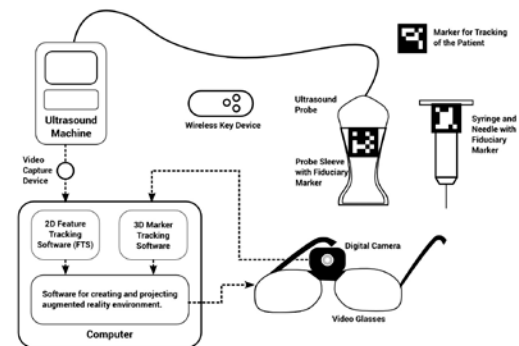 Marker for Tracking
of the Patient
Ultrasound
Machine
Wireless Key Device
Ultrasound
Probe
Syringe and
Needle with
Fiduciary
Marker
Probe Sleeve
with Fiduciary
Marker
Video
Capture
Device
2D Feature
Tracking
Software (FTS)
3D Marker
Tracking
Software
Digital Camera
Software for creating and projecting
augmented reality environment.
Computer
Video Glasses